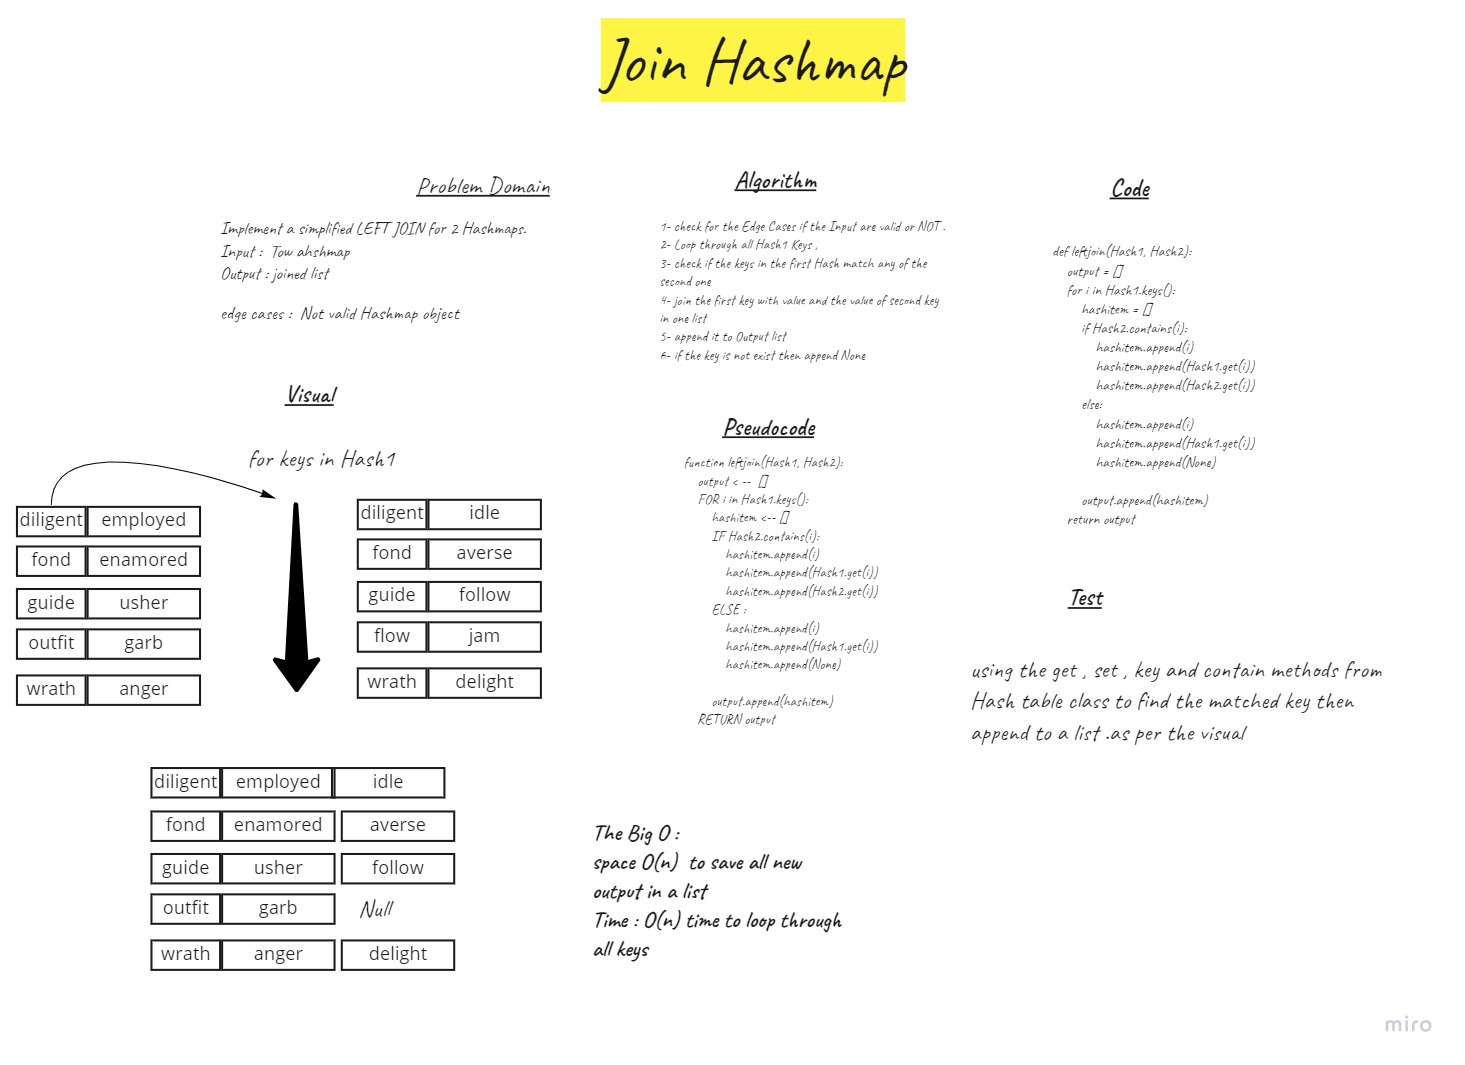 Join Hashmap
Problem Domain
Implement a simplified LEFT JOIN for 2 Hashmaps.
Input : Tow ahshmap
Output : joined list
edge cases : Not valid Hashmap object
Visual
for keys in Hash1
diligent employed
fond enamored
guide usher
outfit garb
wrath anger
diligent idle
fond averse
guide follow
flow jam
wrath delight
diligent employed idle
fond enamored averse
guide usher follow
outfit garb Null
wrath anger delight
Algorithm
1- check for the Edge Cases if the Input are valid or NOT .
2- Loop through all Hash1 Keys ,
3- check if the keys in the first Hash match any of the
second one
4- join the first key with value and the value of second key
in one list
5- append it to Output list
6- if the key is not exist then append None
Pseudocode
function leftjoin(Hash1, Hash2):
output < -- []
FOR i in Hash1.keys():
hashitem <-- []
IF Hash2.contains(i):
hashitem.append(i)
hashitem.append(Hash1.get(i))
hashitem.append(Hash2.get(i))
ELSE :
hashitem.append(i)
hashitem.append(Hash1.get(i))
hashitem.append(None)
output.append(hashitem)
RETURN output
The Big O :
space O(n) to save all new
output in a list
Time : O(n) time to loop through
all keys
Code
def leftjoin(Hash1, Hash2):
output = []
for i in Hash1.keys():
hashitem = []
if Hash2.contains(i):
hashitem.append(i)
hashitem.append(Hash1.get(i))
hashitem.append(Hash2.get(i))
else:
hashitem.append(i)
hashitem.append(Hash1.get(i))
hashitem.append(None)
output.append(hashitem)
return output
Test
using the get , set , key and contain methods from
Hash table class to find the matched key then
append to a list .as per the visual
miro